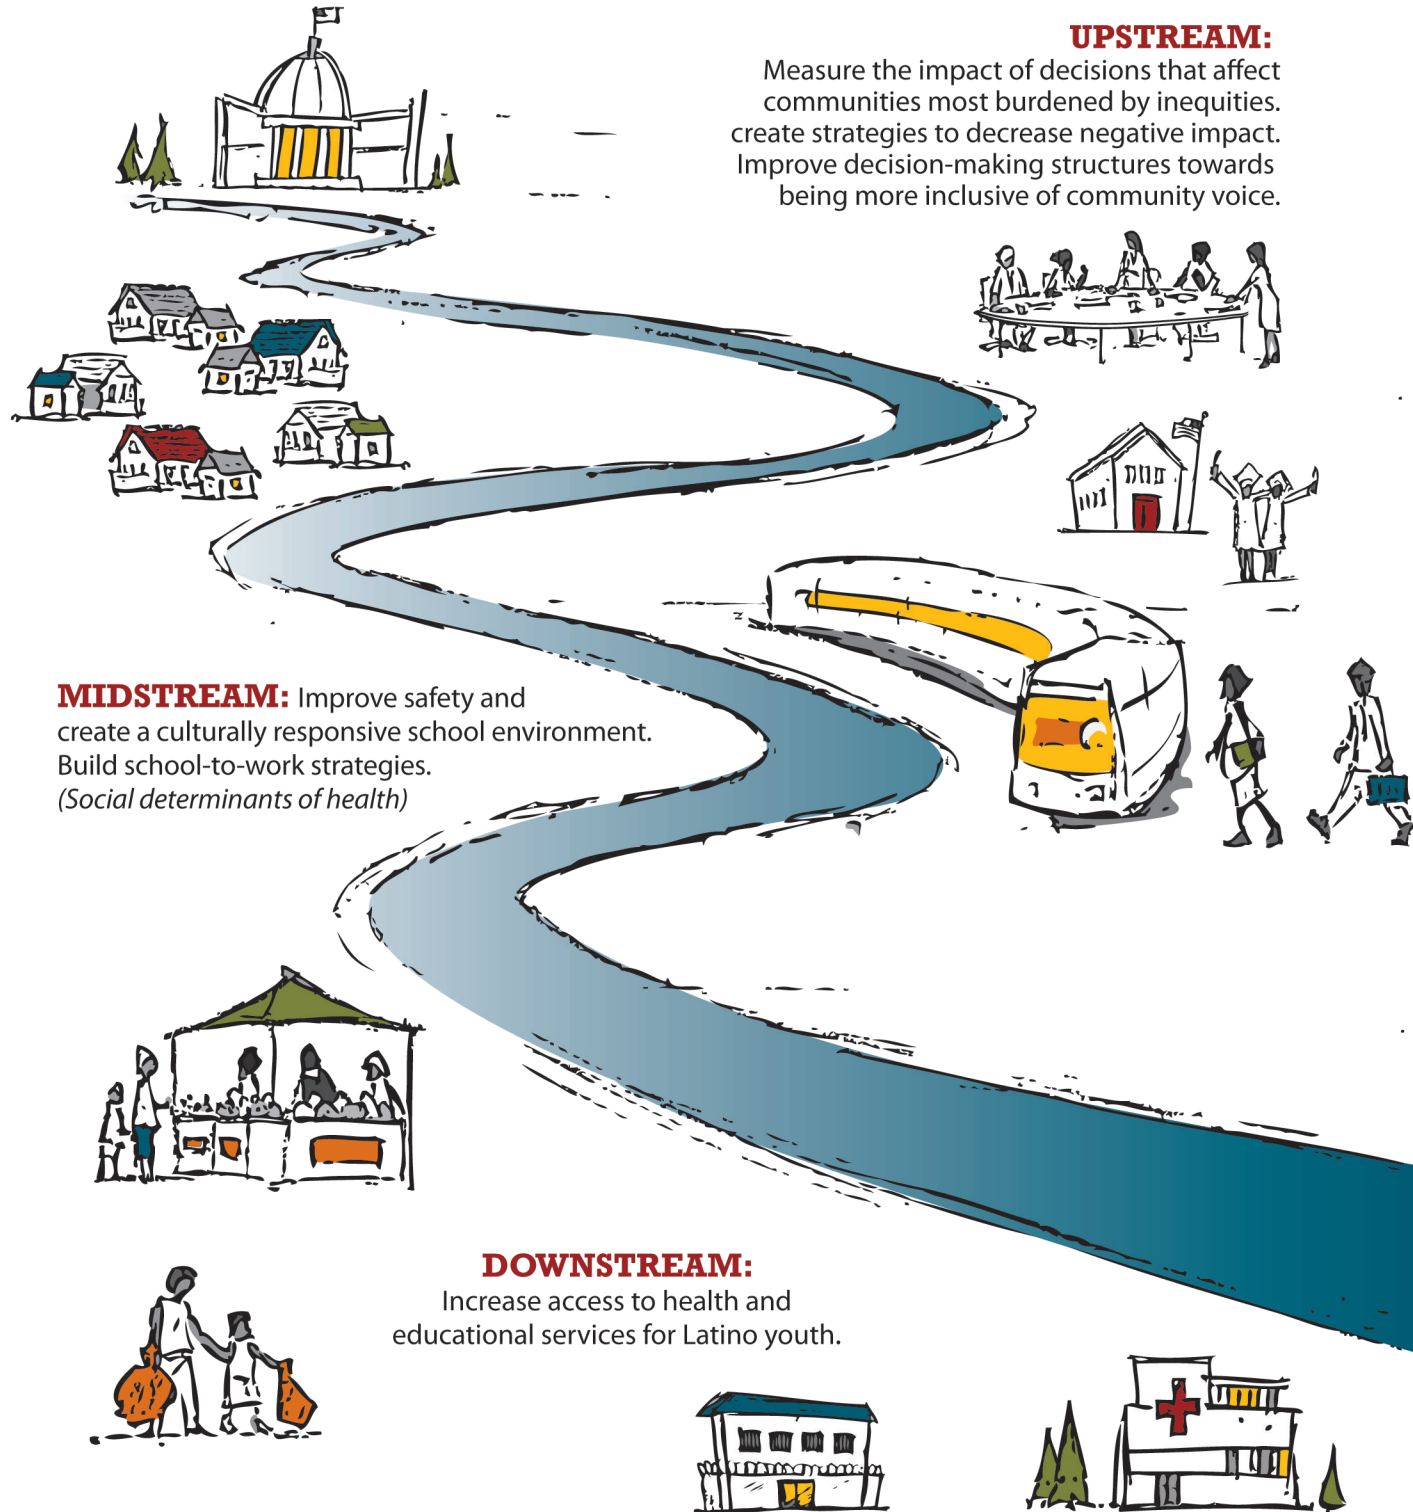 UPSTREAM:
Measure the impact of decisions that affect
communities most burdened by inequities.
create strategies to decrease negative impact.
Improve decision-making structures towards
being more inclusive of community voice.
MIDSTREAM: Improve safety and
create a culturally responsive school environment.
Build school-to-work strategies.
(Social determinants of health)
DOWNSTREAM:
Increase access to health and
educational services for Latino youth.